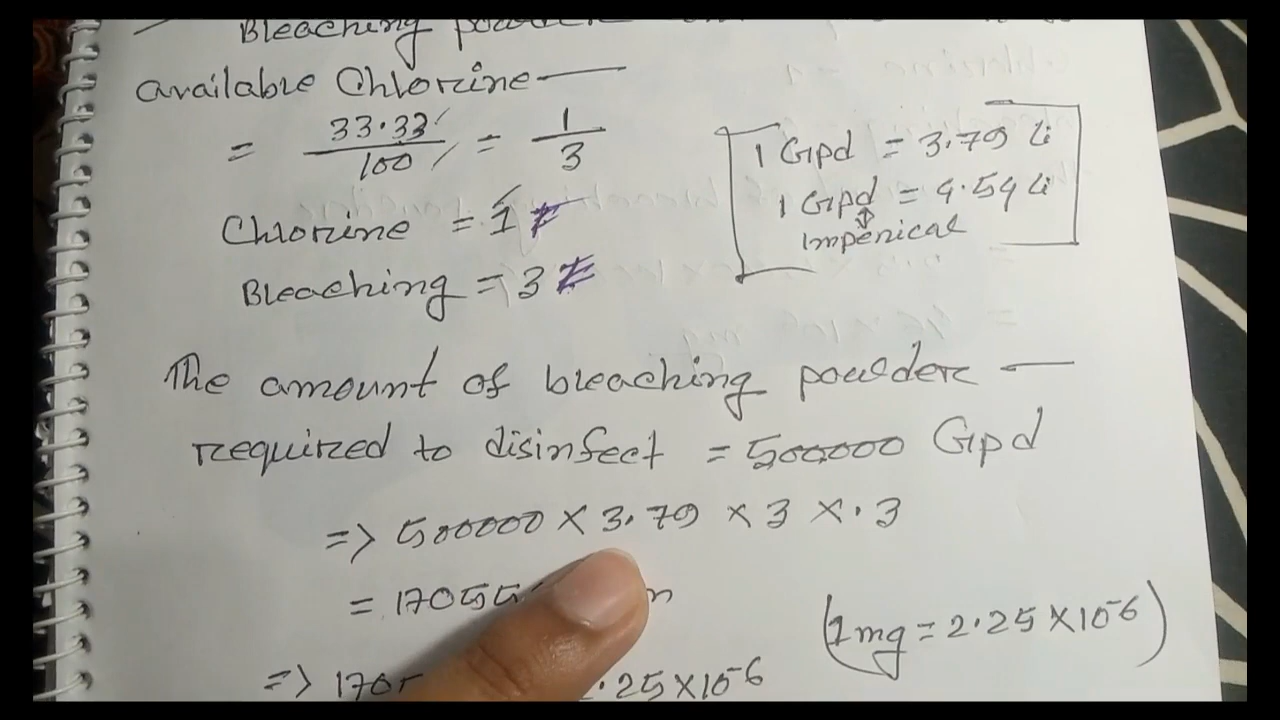 Bleaching powder
available Chlorine —
= 33.33 / 100 = 1/3
Chlorine = 1
Bleaching = 3
1 Gpd = 3.79 Li
1 Gpd = 4.54 Li
Imperical
The amount of bleaching powder —
required to disinfect = 500000 Gpd
=> 500000 × 3.79 × 3 × .3
= 17055
(1mg = 2.25 × 10-6)
=> 170 .25 × 10-6